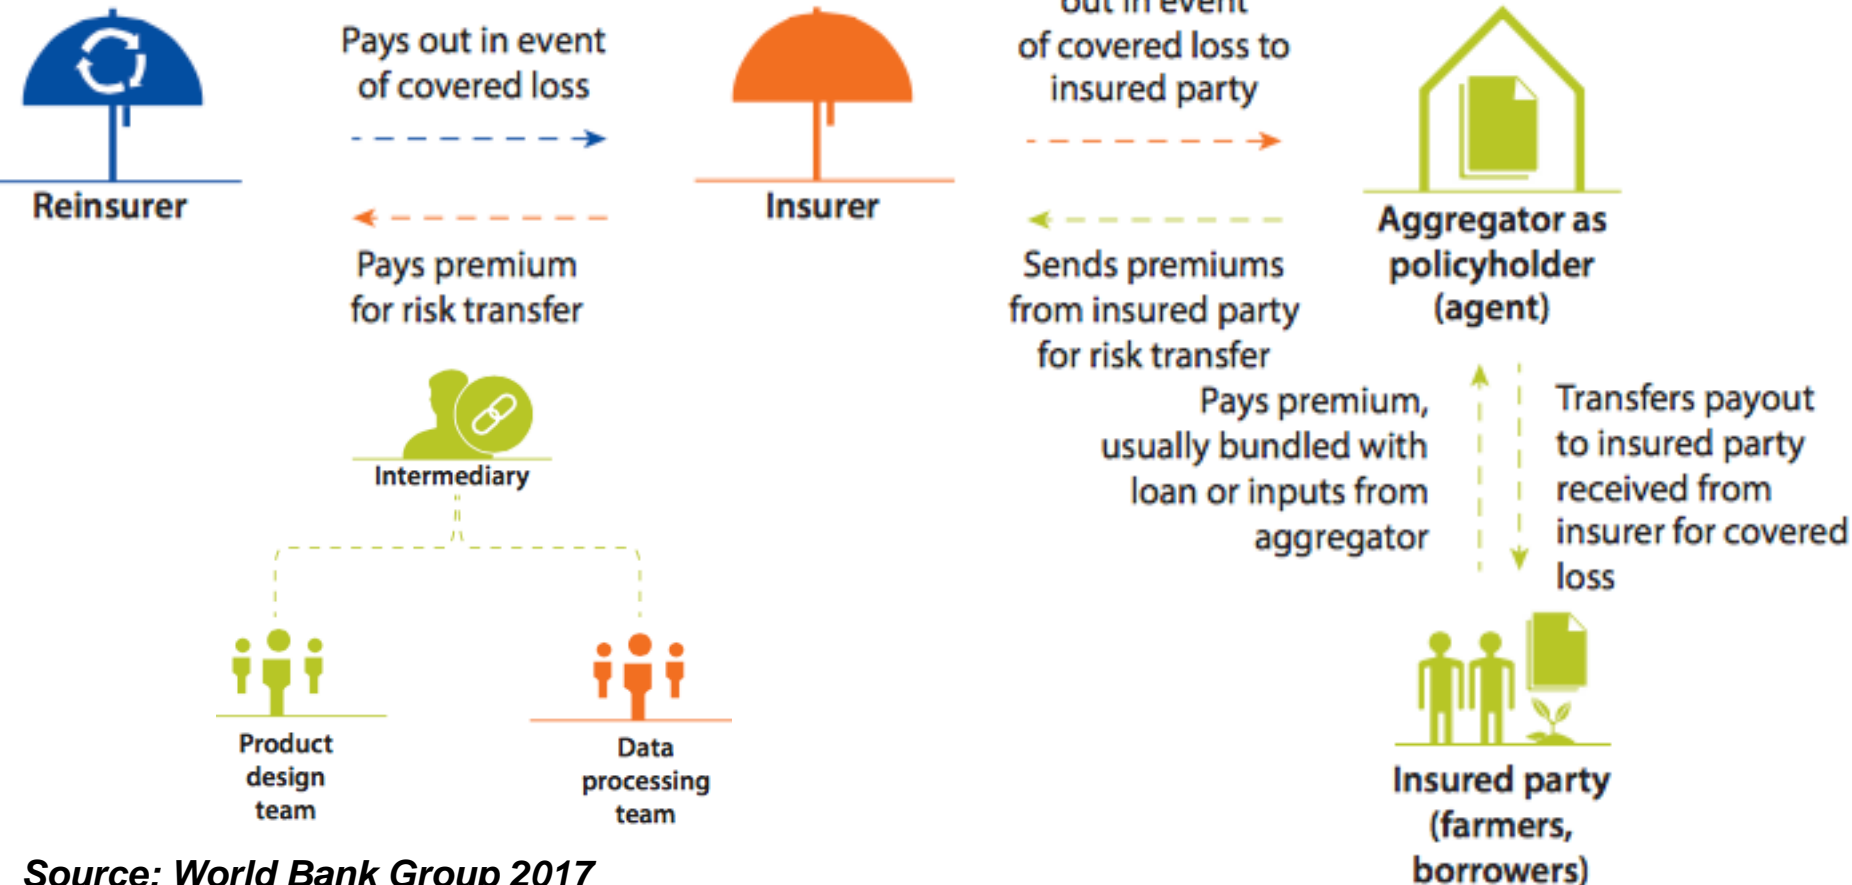 Pays out in event
of covered loss
Reinsurer
Pays premium
for risk transfer
Insurer
out in event
of covered loss to
insured party
Sends premiums
from insured party
for risk transfer
Aggregator as
policyholder
(agent)
Pays premium,
usually bundled with
loan or inputs from
aggregator
Transfers payout
to insured party
received from
insurer for covered
loss
Intermediary
Product
design
team
Data
processing
team
Insured party
(farmers,
borrowers)
Source: World Bank Group 2017